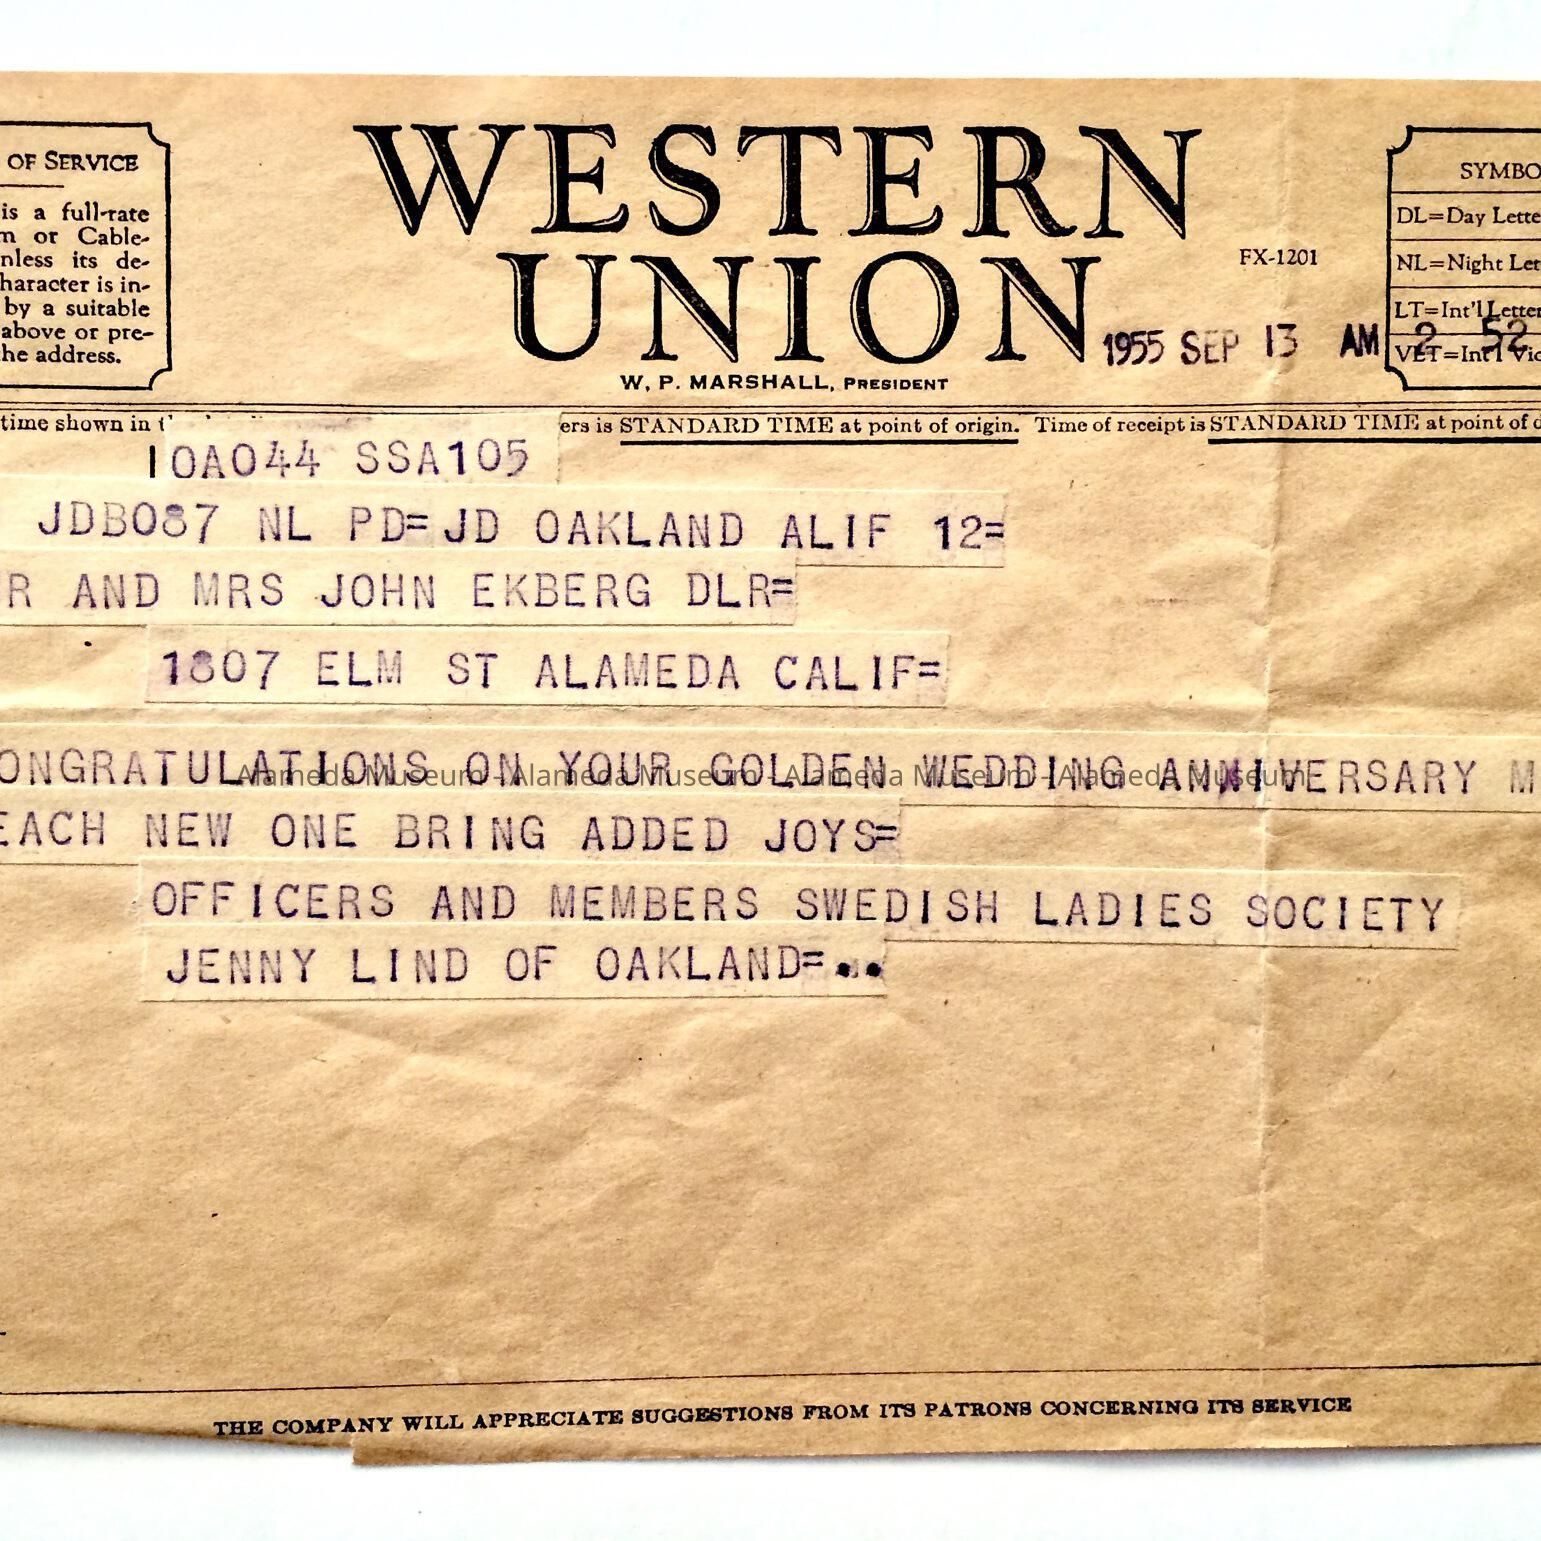 WESTERN
UNION
OF SERVICE
is a full-rate
or Cable-
its de-
is in-
by a suitable
above or pre-
address.
FX-1201
SYMBO
DL=Day Lette
NL=Night Let
LT=Int'l Letter
VLT=Int'l Vic
1955 SEP 13 AM 2 52
W. P. MARSHALL, PRESIDENT
time shown in
ers is STANDARD TIME at point of origin. Time of receipt is STANDARD TIME at point of d
OA044 SSA105
JDB087 NL PD=JD OAKLAND ALIF 12=
R AND MRS JOHN EKBERG DLR=
1807 ELM ST ALAMEDA CALIF=
ONGRATULATIONS ON YOUR GOLDEN WEDDING ANNIVERSARY M
EACH NEW ONE BRING ADDED JOYS=
OFFICERS AND MEMBERS SWEDISH LADIES SOCIETY
JENNY LIND OF OAKLAND=..
Alameda Museum - Alameda Museum - Alameda Museum - Alameda Museum
THE COMPANY WILL APPRECIATE SUGGESTIONS FROM ITS PATRONS CONCERNING ITS SERVICE